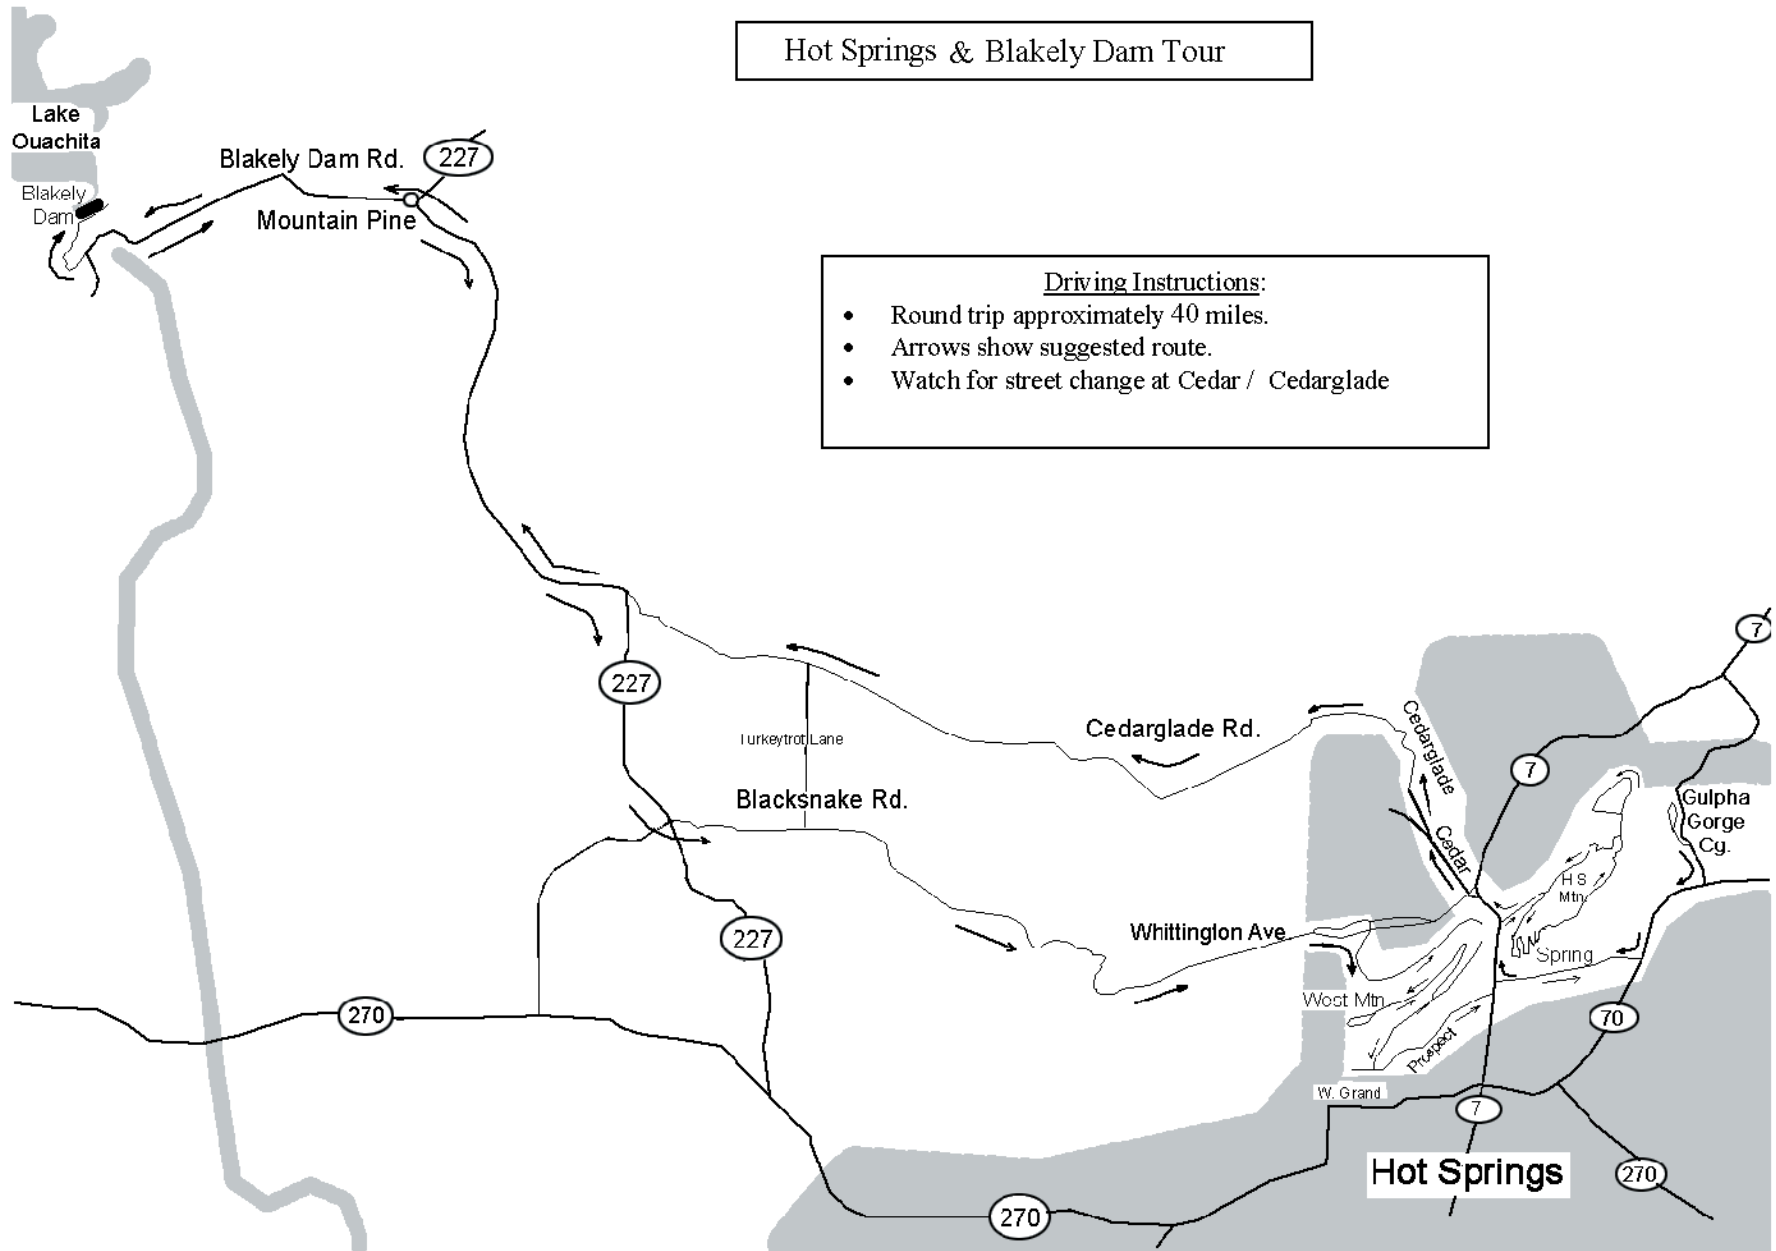 Hot Springs & Blakely Dam Tour
Lake
Ouachita
Blakely Dam Rd.
227
Blakely
Dam
Mountain Pine
Driving Instructions:
• Round trip approximately 40 miles.
• Arrows show suggested route.
• Watch for street change at Cedar / Cedarglade
7
227
Cedarglade Rd.
Cedarglade
Turkeytrot Lane
7
Blacksnake Rd.
Gulpha
Gorge
Cg.
Cedar
H S
Mtn.
Whittington Ave
227
Spring
West Mtn
270
70
Prospect
W. Grand
7
Hot Springs
270
270